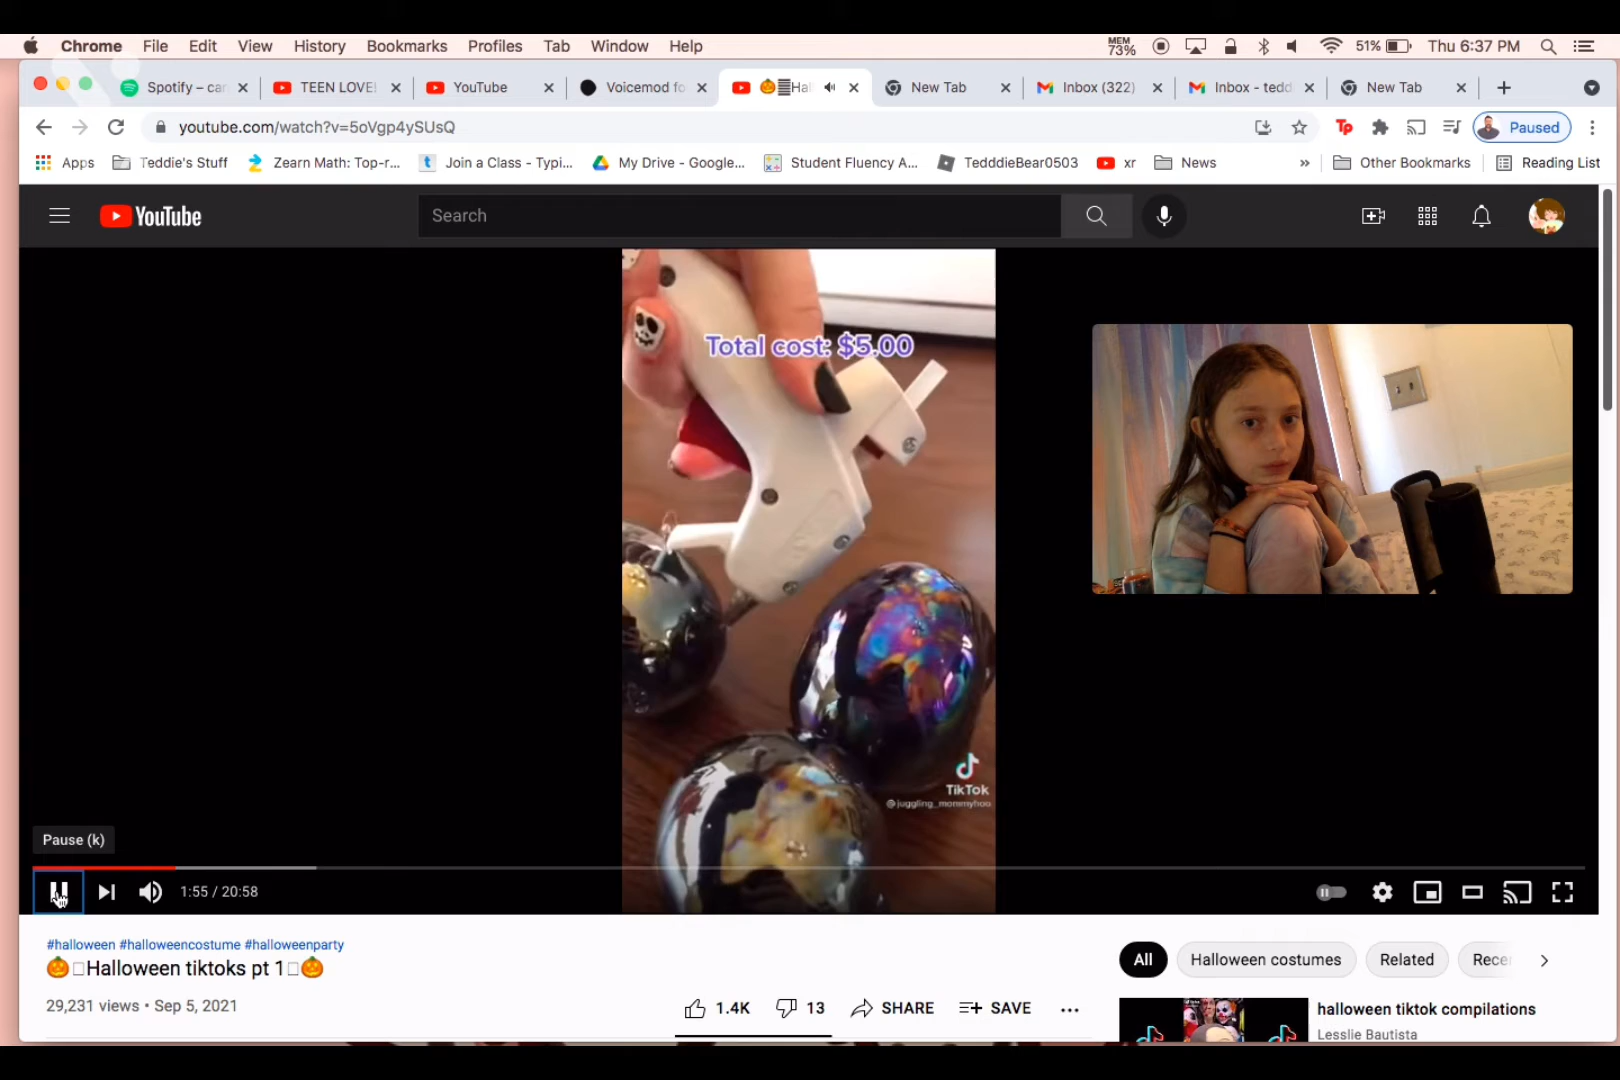 Chrome File Edit View History Bookmarks Profiles Tab Window Help MEM 73% 51% Thu 6:37 PM
Spotify – car TEEN LOVE YouTube Voicemod fo Hal New Tab Inbox (322) Inbox - tedd New Tab
youtube.com/watch?v=5oVgp4ySUsQ Tp Paused
Apps Teddie's Stuff Zearn Math: Top-r... t Join a Class - Typi... My Drive - Google... Student Fluency A... TedddieBear0503 xr News » Other Bookmarks Reading List
YouTube Search
Total cost: $5.00
TikTok
@juggling_mommyhoo
Pause (k)
1:55 / 20:58
#halloween #halloweencostume #halloweenparty
🎃□Halloween tiktoks pt 1□🎃
29,231 views • Sep 5, 2021
1.4K 13 SHARE SAVE ...
All Halloween costumes Related Rece
halloween tiktok compilations
Lesslie Bautista